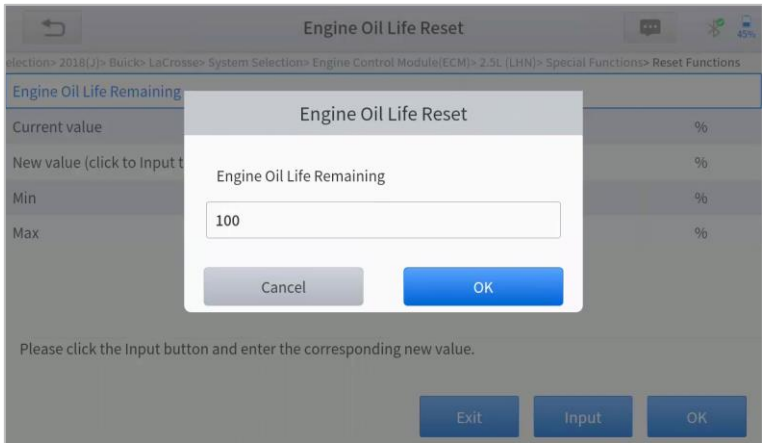 Engine Oil Life Reset
45%
election> 2018(J)> Buick> LaCrosse> System Selection> Engine Control Module(ECM)> 2.5L (LHN)> Special Functions> Reset Functions
Engine Oil Life Remaining
Current value %
New value (click to Input t %
Min %
Max %
Engine Oil Life Reset
Engine Oil Life Remaining
100
Cancel OK
Please click the Input button and enter the corresponding new value.
Exit Input OK